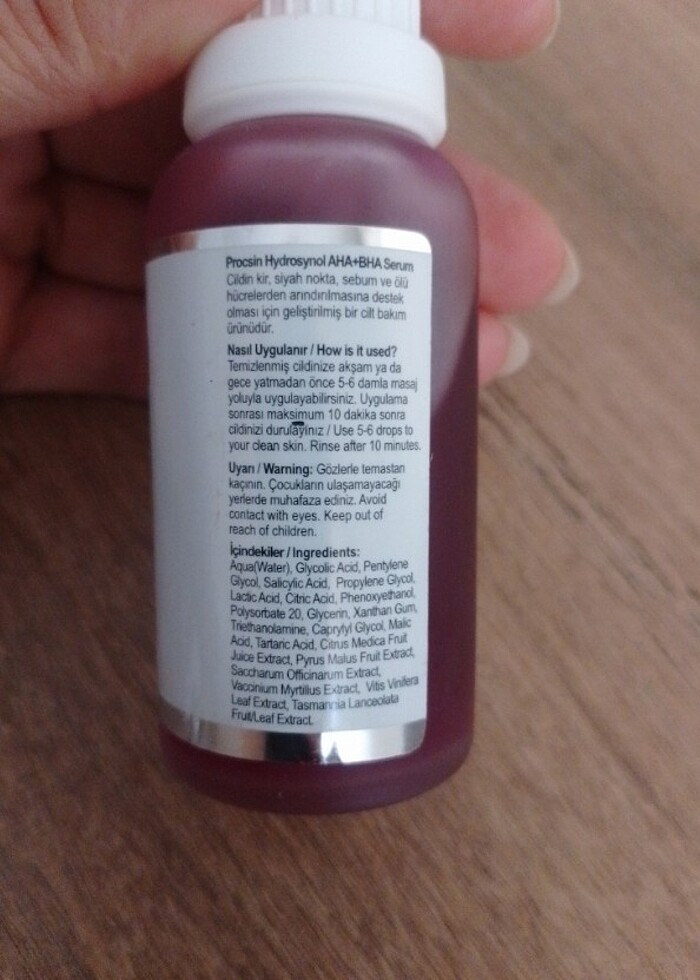 Procsin Hydrosynol AHA+BHA Serum
Cildin kir, siyah nokta, sebum ve ölü
hücrelerden arındırılmasına destek
olması için geliştirilmiş bir cilt bakım
ürünüdür.
Nasıl Uygulanır / How is it used?
Temizlenmiş cildinize akşam ya da
gece yatmadan önce 5-6 damla masaj
yoluyla uygulayabilirsiniz. Uygulama
sonrası maksimum 10 dakika sonra
cildinizi durulayınız / Use 5-6 drops to
your clean skin. Rinse after 10 minutes.
Uyarı / Warning: Gözlerle temastan
kaçının. Çocukların ulaşamayacağı
yerlerde muhafaza ediniz. Avoid
contact with eyes. Keep out of
reach of children.
İçindekiler / Ingredients:
Aqua(Water), Glycolic Acid, Pentylene
Glycol, Salicylic Acid, Propylene Glycol,
Lactic Acid, Citric Acid, Phenoxyethanol,
Polysorbate 20, Glycerin, Xanthan Gum,
Triethanolamine, Caprylyl Glycol, Malic
Acid, Tartaric Acid, Citrus Medica Fruit
Juice Extract, Pyrus Malus Fruit Extract,
Saccharum Officinarum Extract,
Vaccinium Myrtillus Extract, Vitis Vinifera
Leaf Extract, Tasmannia Lanceolata
Fruit/Leaf Extract.